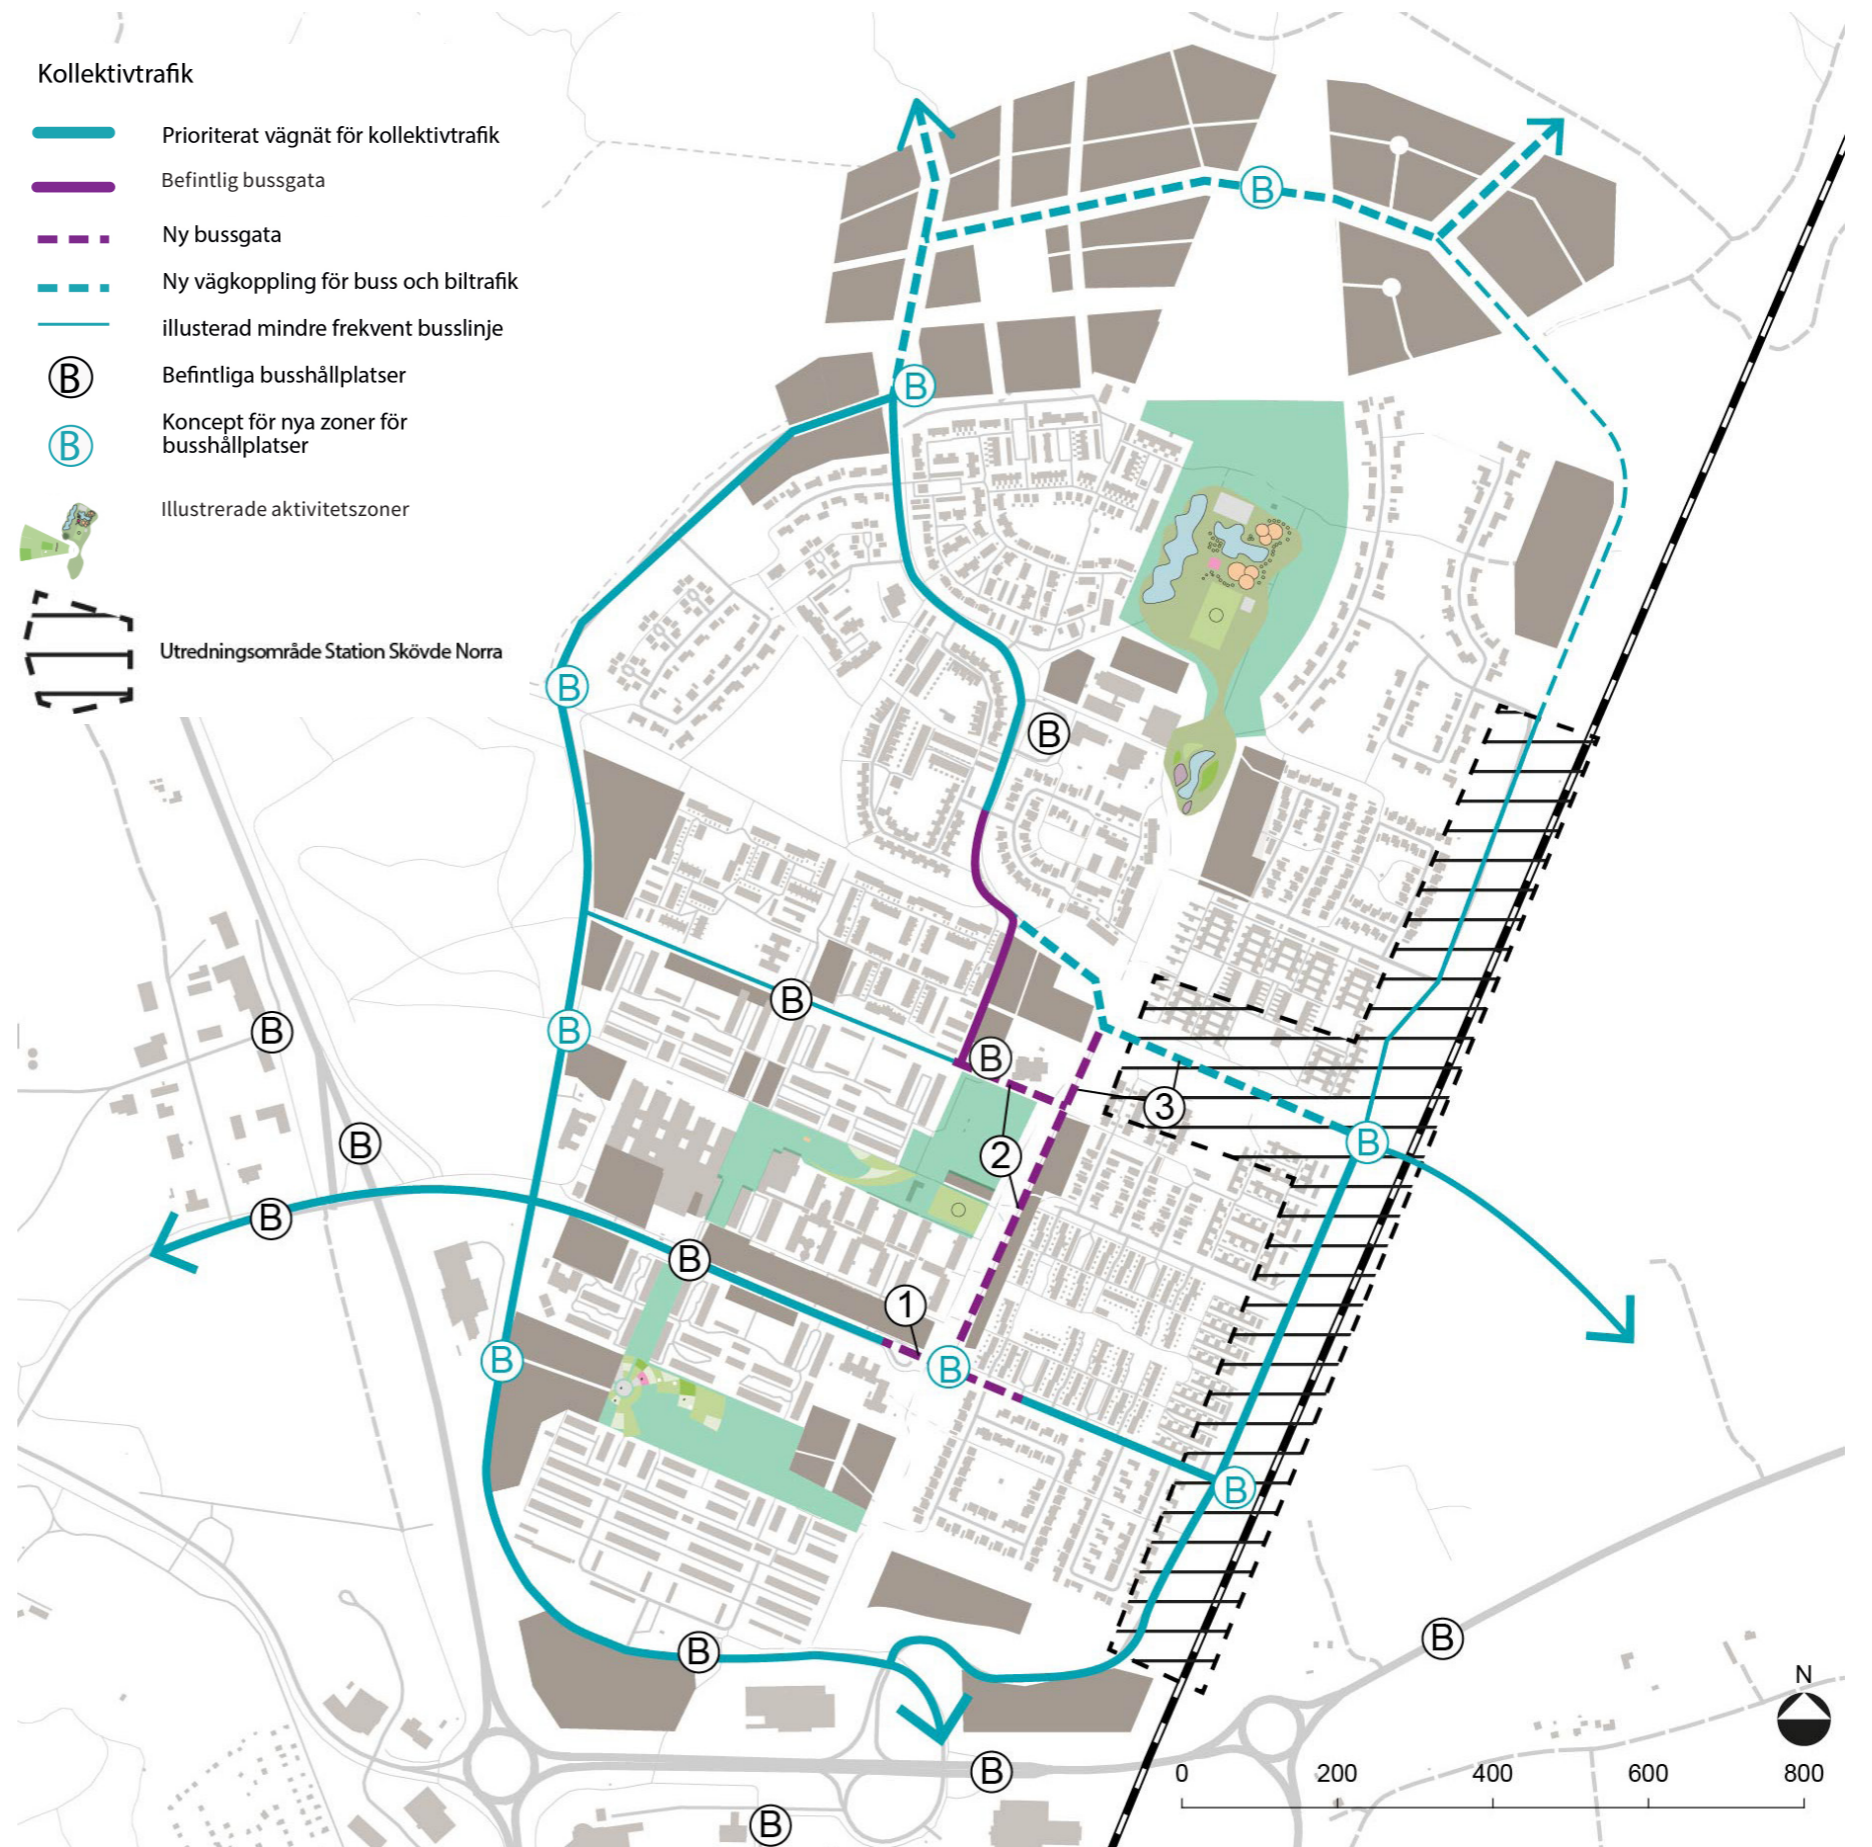 Kollektivtrafik
Prioriterat vägnät för kollektivtrafik
Befintlig bussgata
Ny bussgata
Ny vägkoppling för buss och biltrafik
illusterad mindre frekvent busslinje
B Befintliga busshållplatser
B Koncept för nya zoner för
busshållplatser
Illustrerade aktivitetszoner
Utredningsområde Station Skövde Norra
B
B
B
B
B
B
B
B
B
3
B
B
2
B
B
1
B
B
B
B
B
N
B
B
0 200 400 600 800